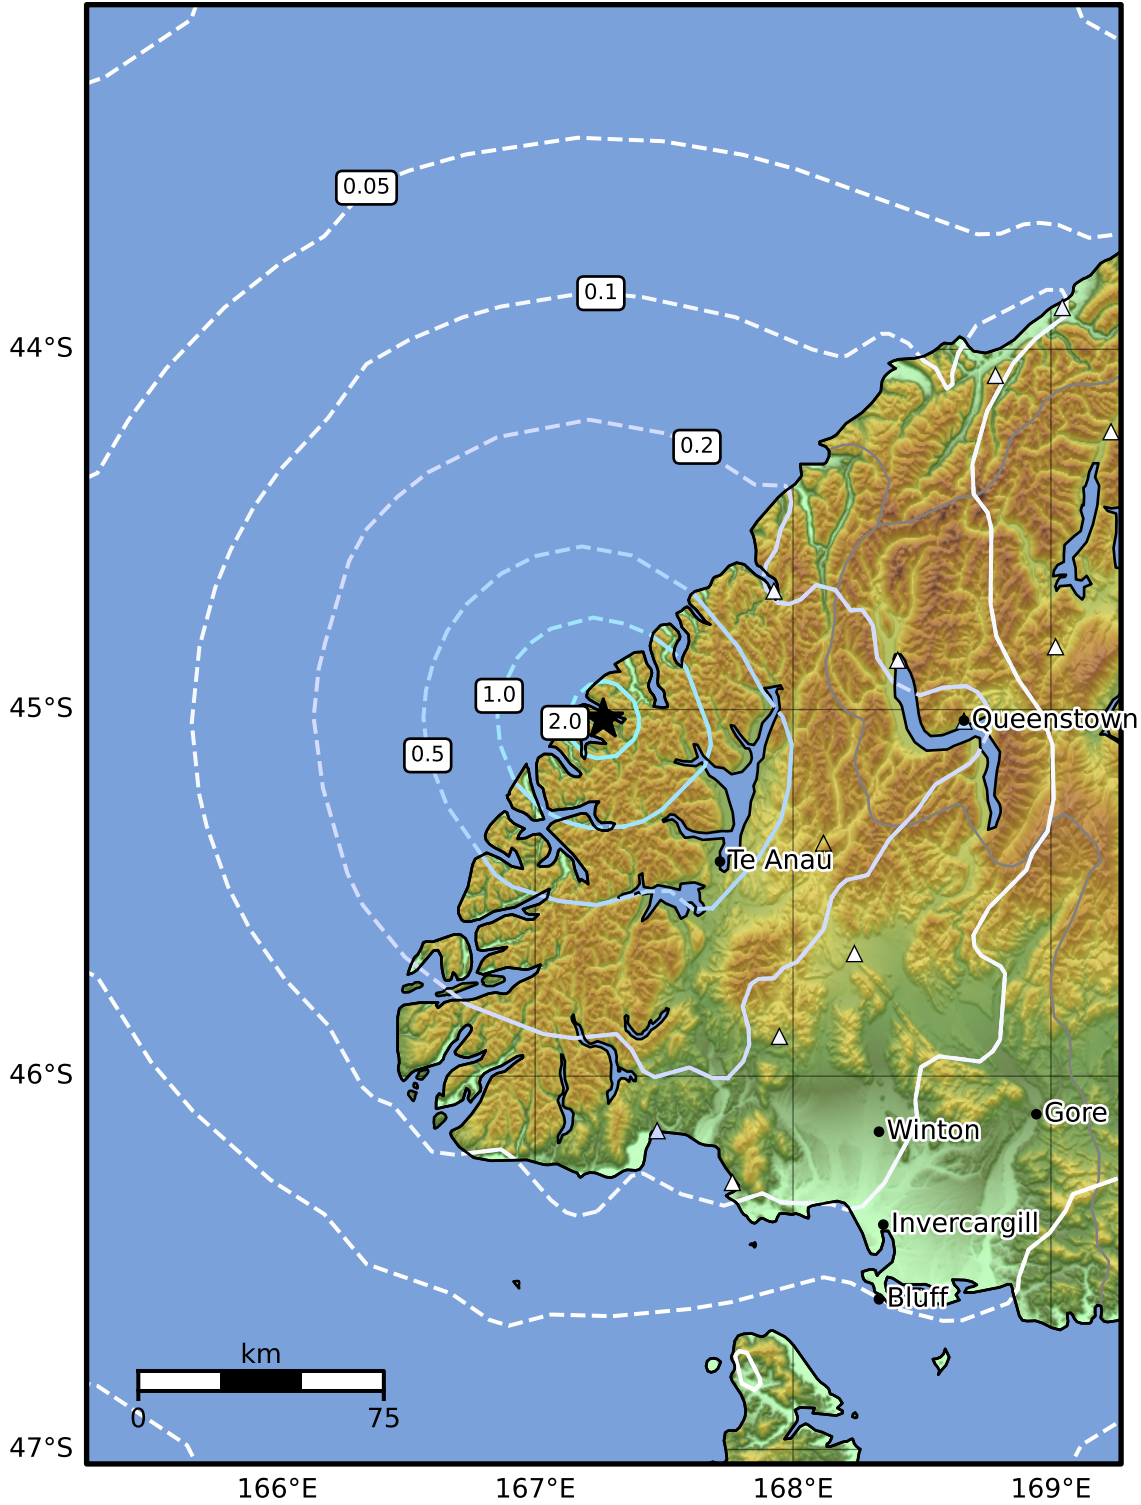 0.05
0.1
44°S
0.2
1.0
45°S
2.0
Queenstown
0.5
Te Anau
46°S
Gore
Winton
Invercargill
Bluff
km
0 75
47°S
166°E 167°E 168°E 169°E